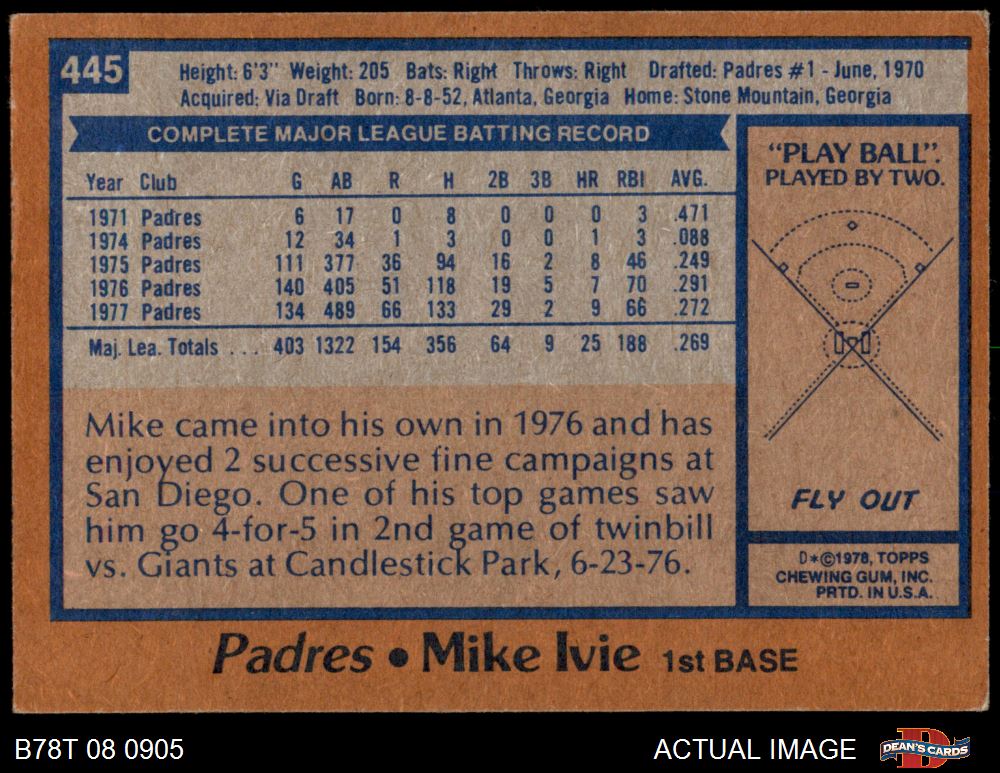 445
Height: 6'3" Weight: 205 Bats: Right Throws: Right Drafted: Padres #1 - June, 1970
Acquired: Via Draft Born: 8-8-52, Atlanta, Georgia Home: Stone Mountain, Georgia
COMPLETE MAJOR LEAGUE BATTING RECORD
Year Club G AB R H 2B 3B HR RBI AVG.
1971 Padres 6 17 0 8 0 0 0 3 .471
1974 Padres 12 34 1 3 0 0 1 3 .088
1975 Padres 111 377 36 94 16 2 8 46 .249
1976 Padres 140 405 51 118 19 5 7 70 .291
1977 Padres 134 489 66 133 29 2 9 66 .272
Maj. Lea. Totals ... 403 1322 154 356 64 9 25 188 .269
Mike came into his own in 1976 and has
enjoyed 2 successive fine campaigns at
San Diego. One of his top games saw
him go 4-for-5 in 2nd game of twinbill
vs. Giants at Candlestick Park, 6-23-76.
"PLAY BALL".
PLAYED BY TWO.
FLY OUT
D*©1978, TOPPS
CHEWING GUM, INC.
PRTD. IN U.S.A.
Padres • Mike Ivie 1st BASE
B78T 08 0905
ACTUAL IMAGE
DEAN'S CARDS